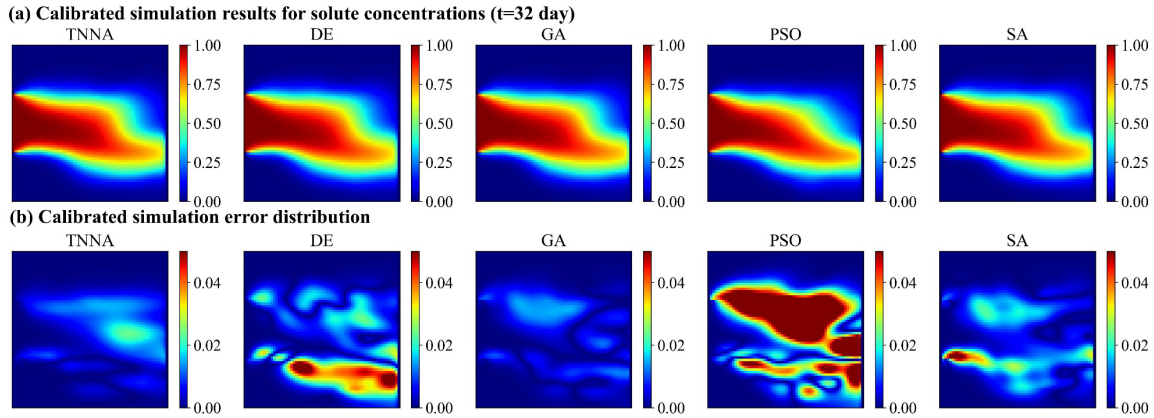 (a) Calibrated simulation results for solute concentrations (t=32 day)
TNNA DE GA PSO SA
1.00 1.00 1.00 1.00 1.00
0.75 0.75 0.75 0.75 0.75
0.50 0.50 0.50 0.50 0.50
0.25 0.25 0.25 0.25 0.25
0.00 0.00 0.00 0.00 0.00
(b) Calibrated simulation error distribution
TNNA DE GA PSO SA
0.04 0.04 0.04 0.04 0.04
0.02 0.02 0.02 0.02 0.02
0.00 0.00 0.00 0.00 0.00